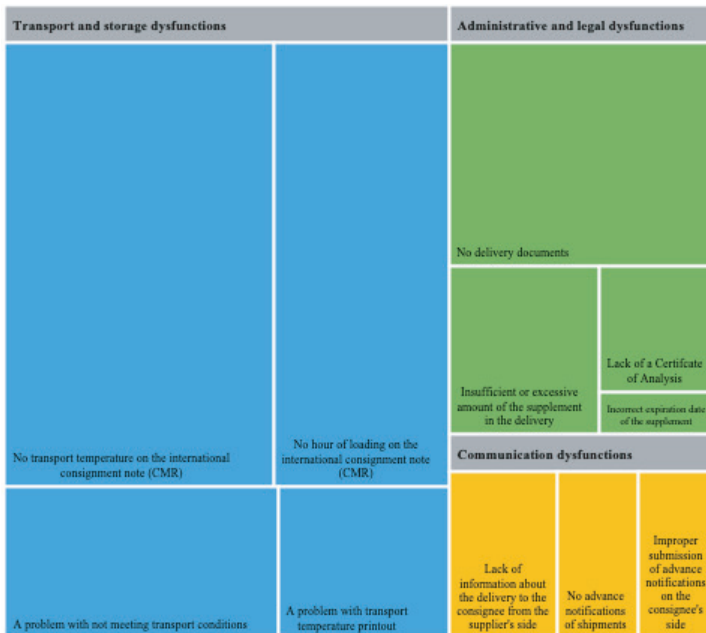 Transport and storage dysfunctions
Administrative and legal dysfunctions
No transport temperature on the international
consignment note (CMR)
No hour of loading on the
international consignment note
(CMR)
No delivery documents
Insufficient or excessive
amount of the supplement
in the delivery
Lack of a Certifcate
of Analysis
Incorrect expiration date
of the supplement
Communication dysfunctions
A problem with not meeting transport conditions
A problem with transport
temperature printout
Lack of
information about
the delivery to the
consignee from the
supplier's side
No advance
notifications
of shipments
Improper
submission
of advance
notifications
on the
consignee's
side